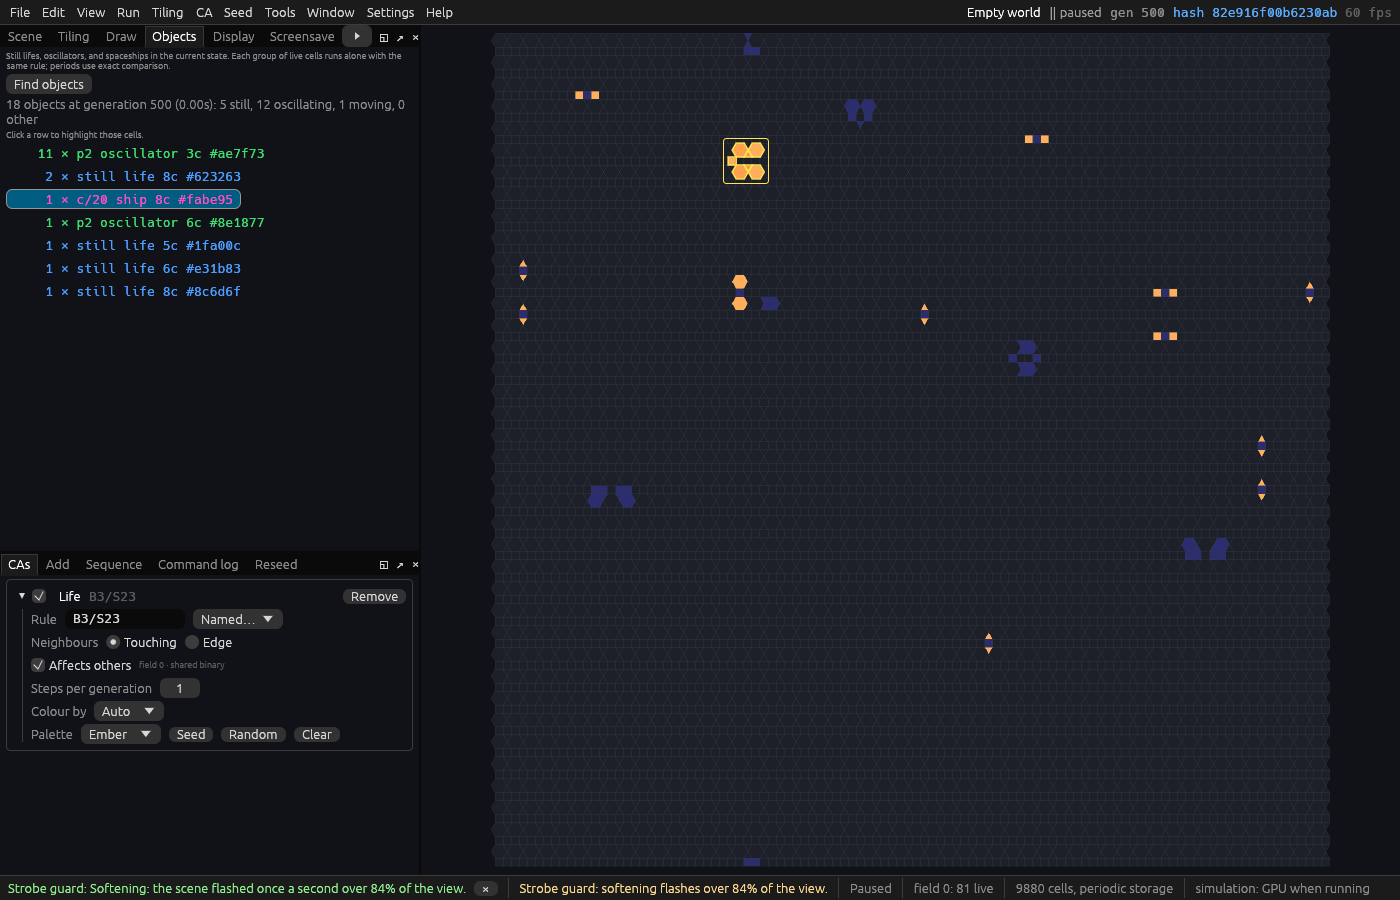 File Edit View Run Tiling CA Seed Tools Window Settings Help
Empty world || paused gen 500 hash 82e916f00b6230ab 60 fps
Scene Tiling Draw Objects Display Screensave
Still lifes, oscillators, and spaceships in the current state. Each group of live cells runs alone with the
same rule; periods use exact comparison.
Find objects
18 objects at generation 500 (0.00s): 5 still, 12 oscillating, 1 moving, 0
other
Click a row to highlight those cells.
11 × p2 oscillator 3c #ae7f73
2 × still life 8c #623263
1 × c/20 ship 8c #fabe95
1 × p2 oscillator 6c #8e1877
1 × still life 5c #1fa00c
1 × still life 6c #e31b83
1 × still life 8c #8c6d6f
CAs Add Sequence Command log Reseed
Life B3/S23 Remove
Rule B3/S23 Named...
Neighbours Touching Edge
Affects others field 0 · shared binary
Steps per generation 1
Colour by Auto
Palette Ember Seed Random Clear
Strobe guard: Softening: the scene flashed once a second over 84% of the view. ×
Strobe guard: softening flashes over 84% of the view.
Paused
field 0: 81 live
9880 cells, periodic storage
simulation: GPU when running